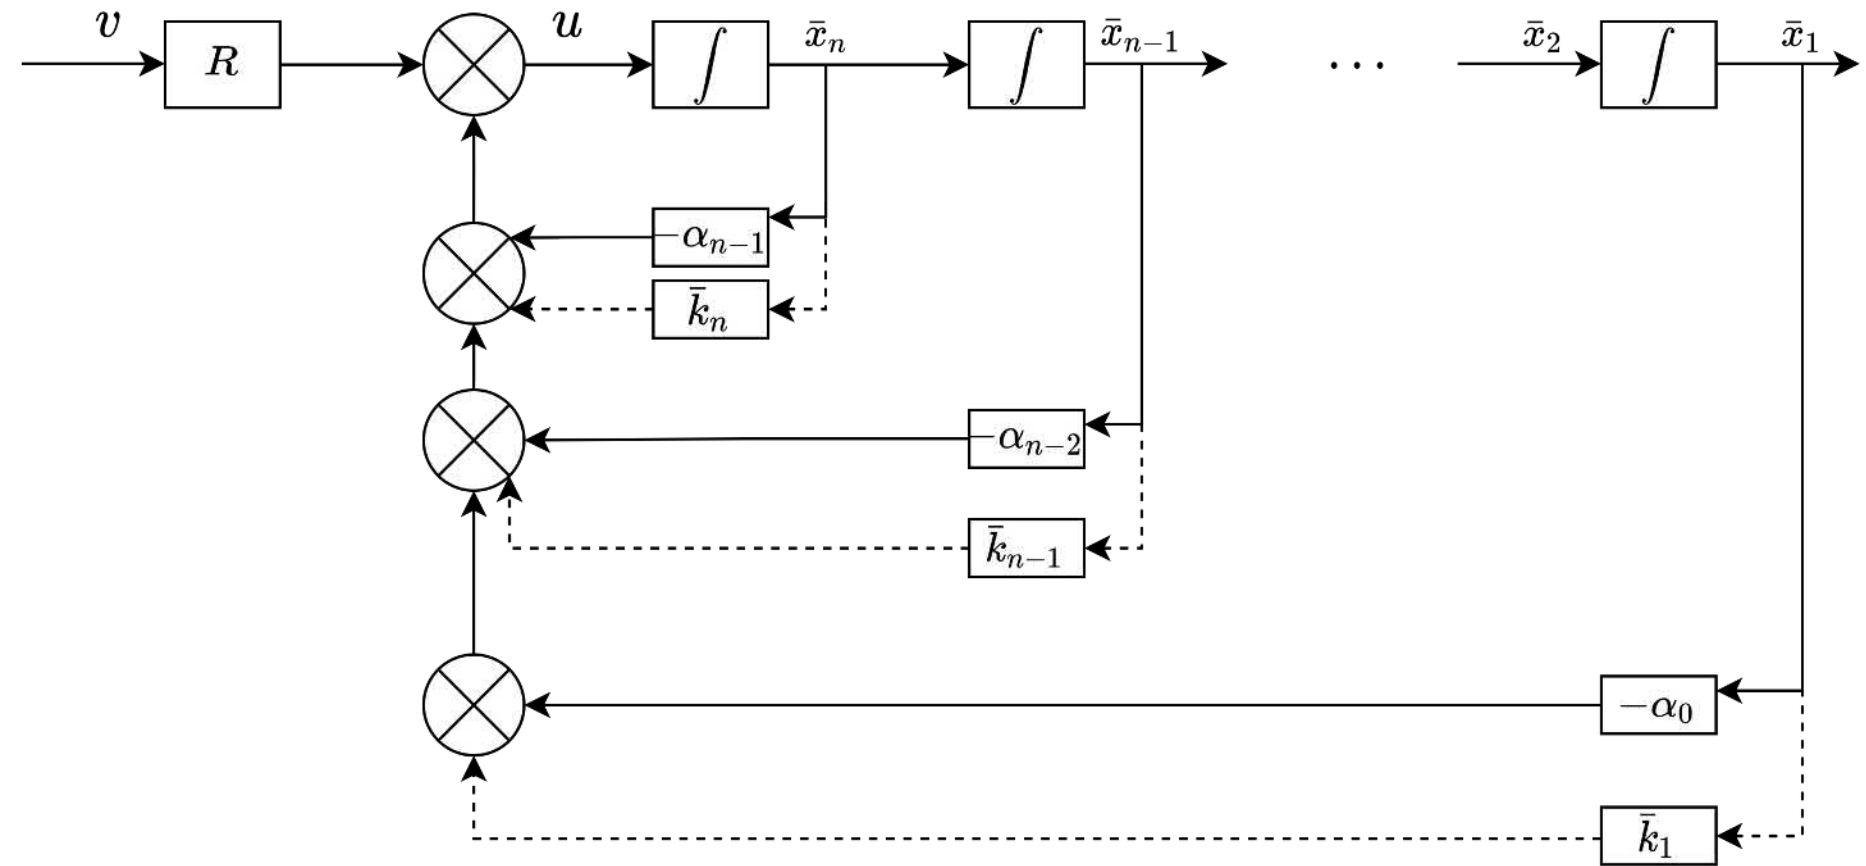 v u x̄ₙ x̄ₙ₋₁ x̄₂ x̄₁
R ∫ ∫ ··· ∫
−αₙ₋₁
k̄ₙ
−αₙ₋₂
k̄ₙ₋₁
−α₀
k̄₁